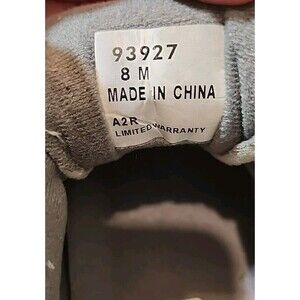 93927
8 M
MADE IN CHINA
A2R
LIMITED WARRANTY